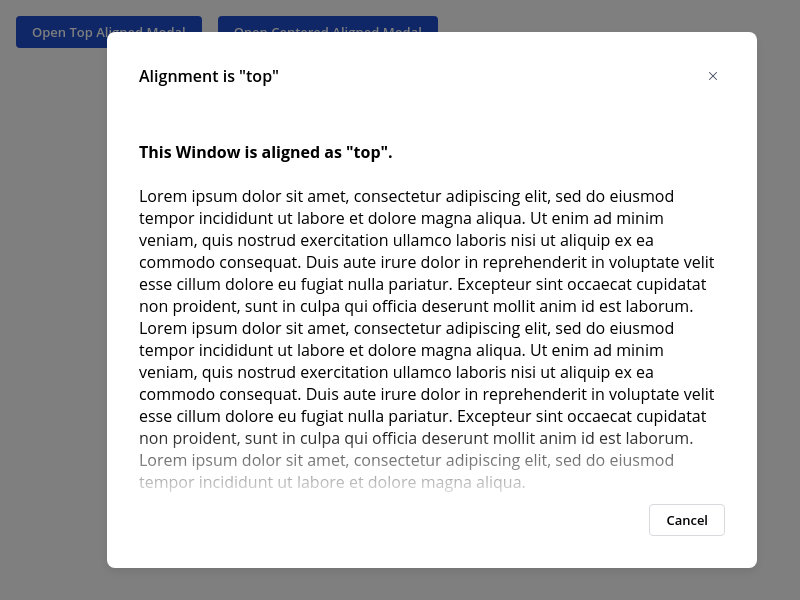 Open Top Aligned Modal
Open Centered Aligned Modal
Alignment is "top"
This Window is aligned as "top".
Lorem ipsum dolor sit amet, consectetur adipiscing elit, sed do eiusmod
tempor incididunt ut labore et dolore magna aliqua. Ut enim ad minim
veniam, quis nostrud exercitation ullamco laboris nisi ut aliquip ex ea
commodo consequat. Duis aute irure dolor in reprehenderit in voluptate velit
esse cillum dolore eu fugiat nulla pariatur. Excepteur sint occaecat cupidatat
non proident, sunt in culpa qui officia deserunt mollit anim id est laborum.
Lorem ipsum dolor sit amet, consectetur adipiscing elit, sed do eiusmod
tempor incididunt ut labore et dolore magna aliqua. Ut enim ad minim
veniam, quis nostrud exercitation ullamco laboris nisi ut aliquip ex ea
commodo consequat. Duis aute irure dolor in reprehenderit in voluptate velit
esse cillum dolore eu fugiat nulla pariatur. Excepteur sint occaecat cupidatat
non proident, sunt in culpa qui officia deserunt mollit anim id est laborum.
Lorem ipsum dolor sit amet, consectetur adipiscing elit, sed do eiusmod
tempor incididunt ut labore et dolore magna aliqua.
Cancel